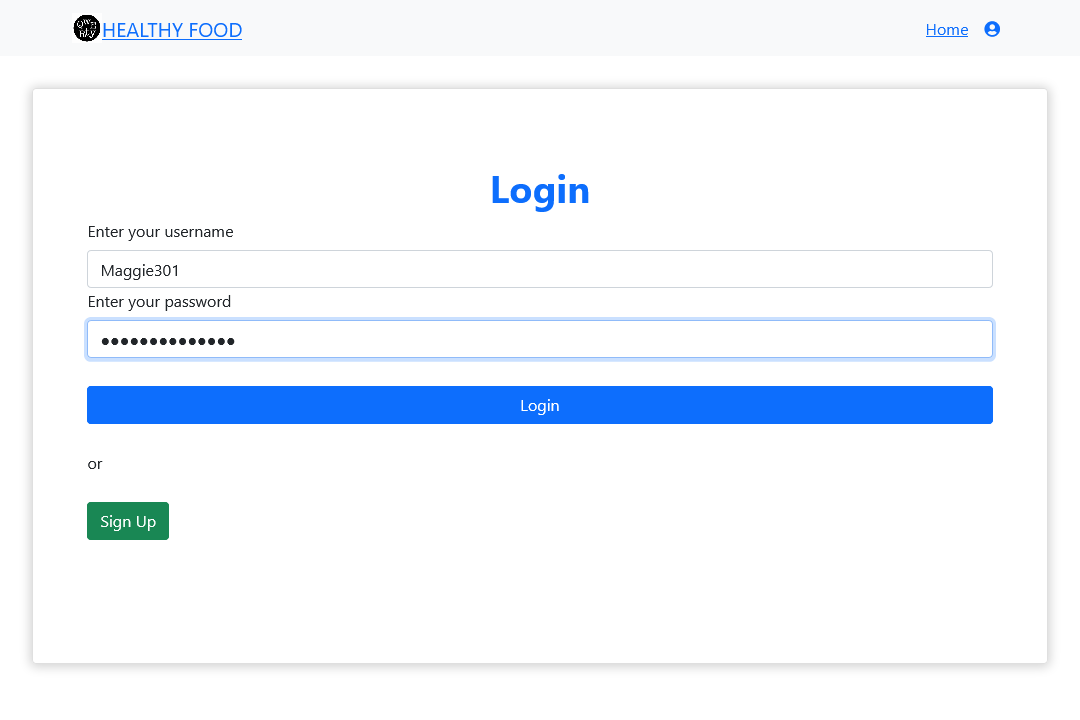 HEALTHY FOOD
Home
Login
Enter your username
Maggie301
Enter your password
Login
or
Sign Up